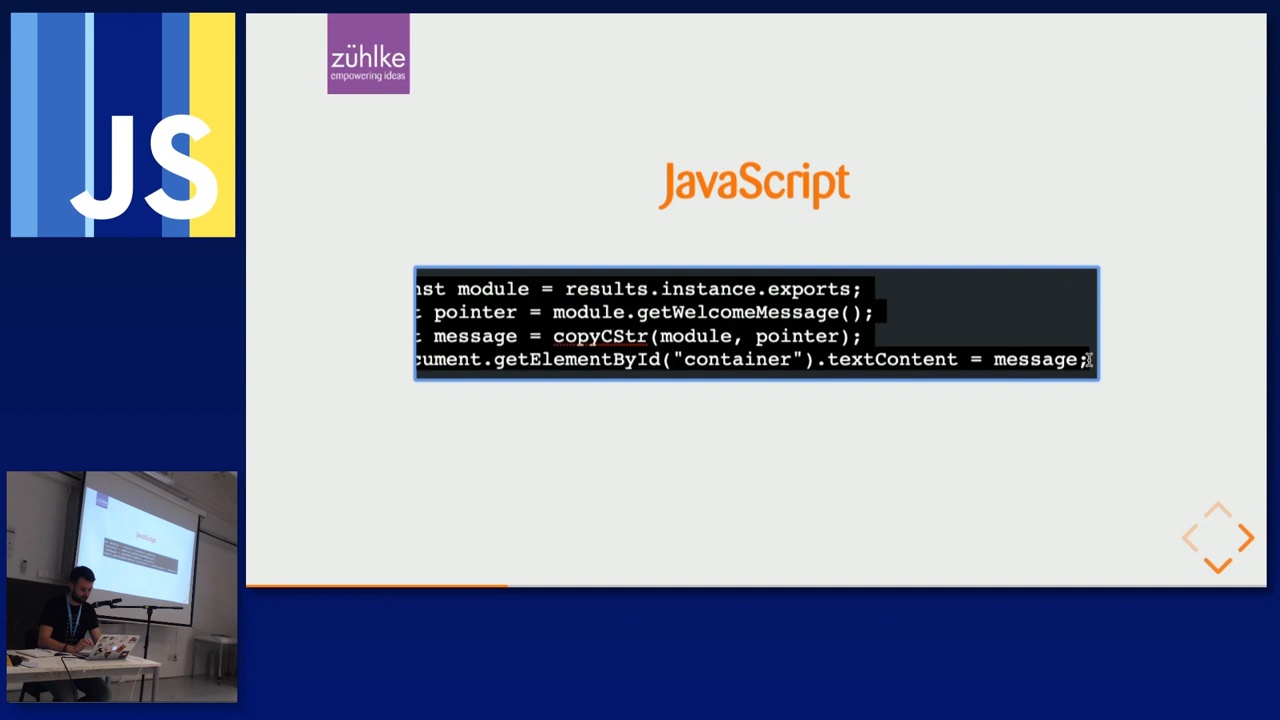 JS
zühlke
empowering ideas
JavaScript
nst module = results.instance.exports;
t pointer = module.getWelcomeMessage();
t message = copyCStr(module, pointer);
cument.getElementById("container").textContent = message;
JavaScript